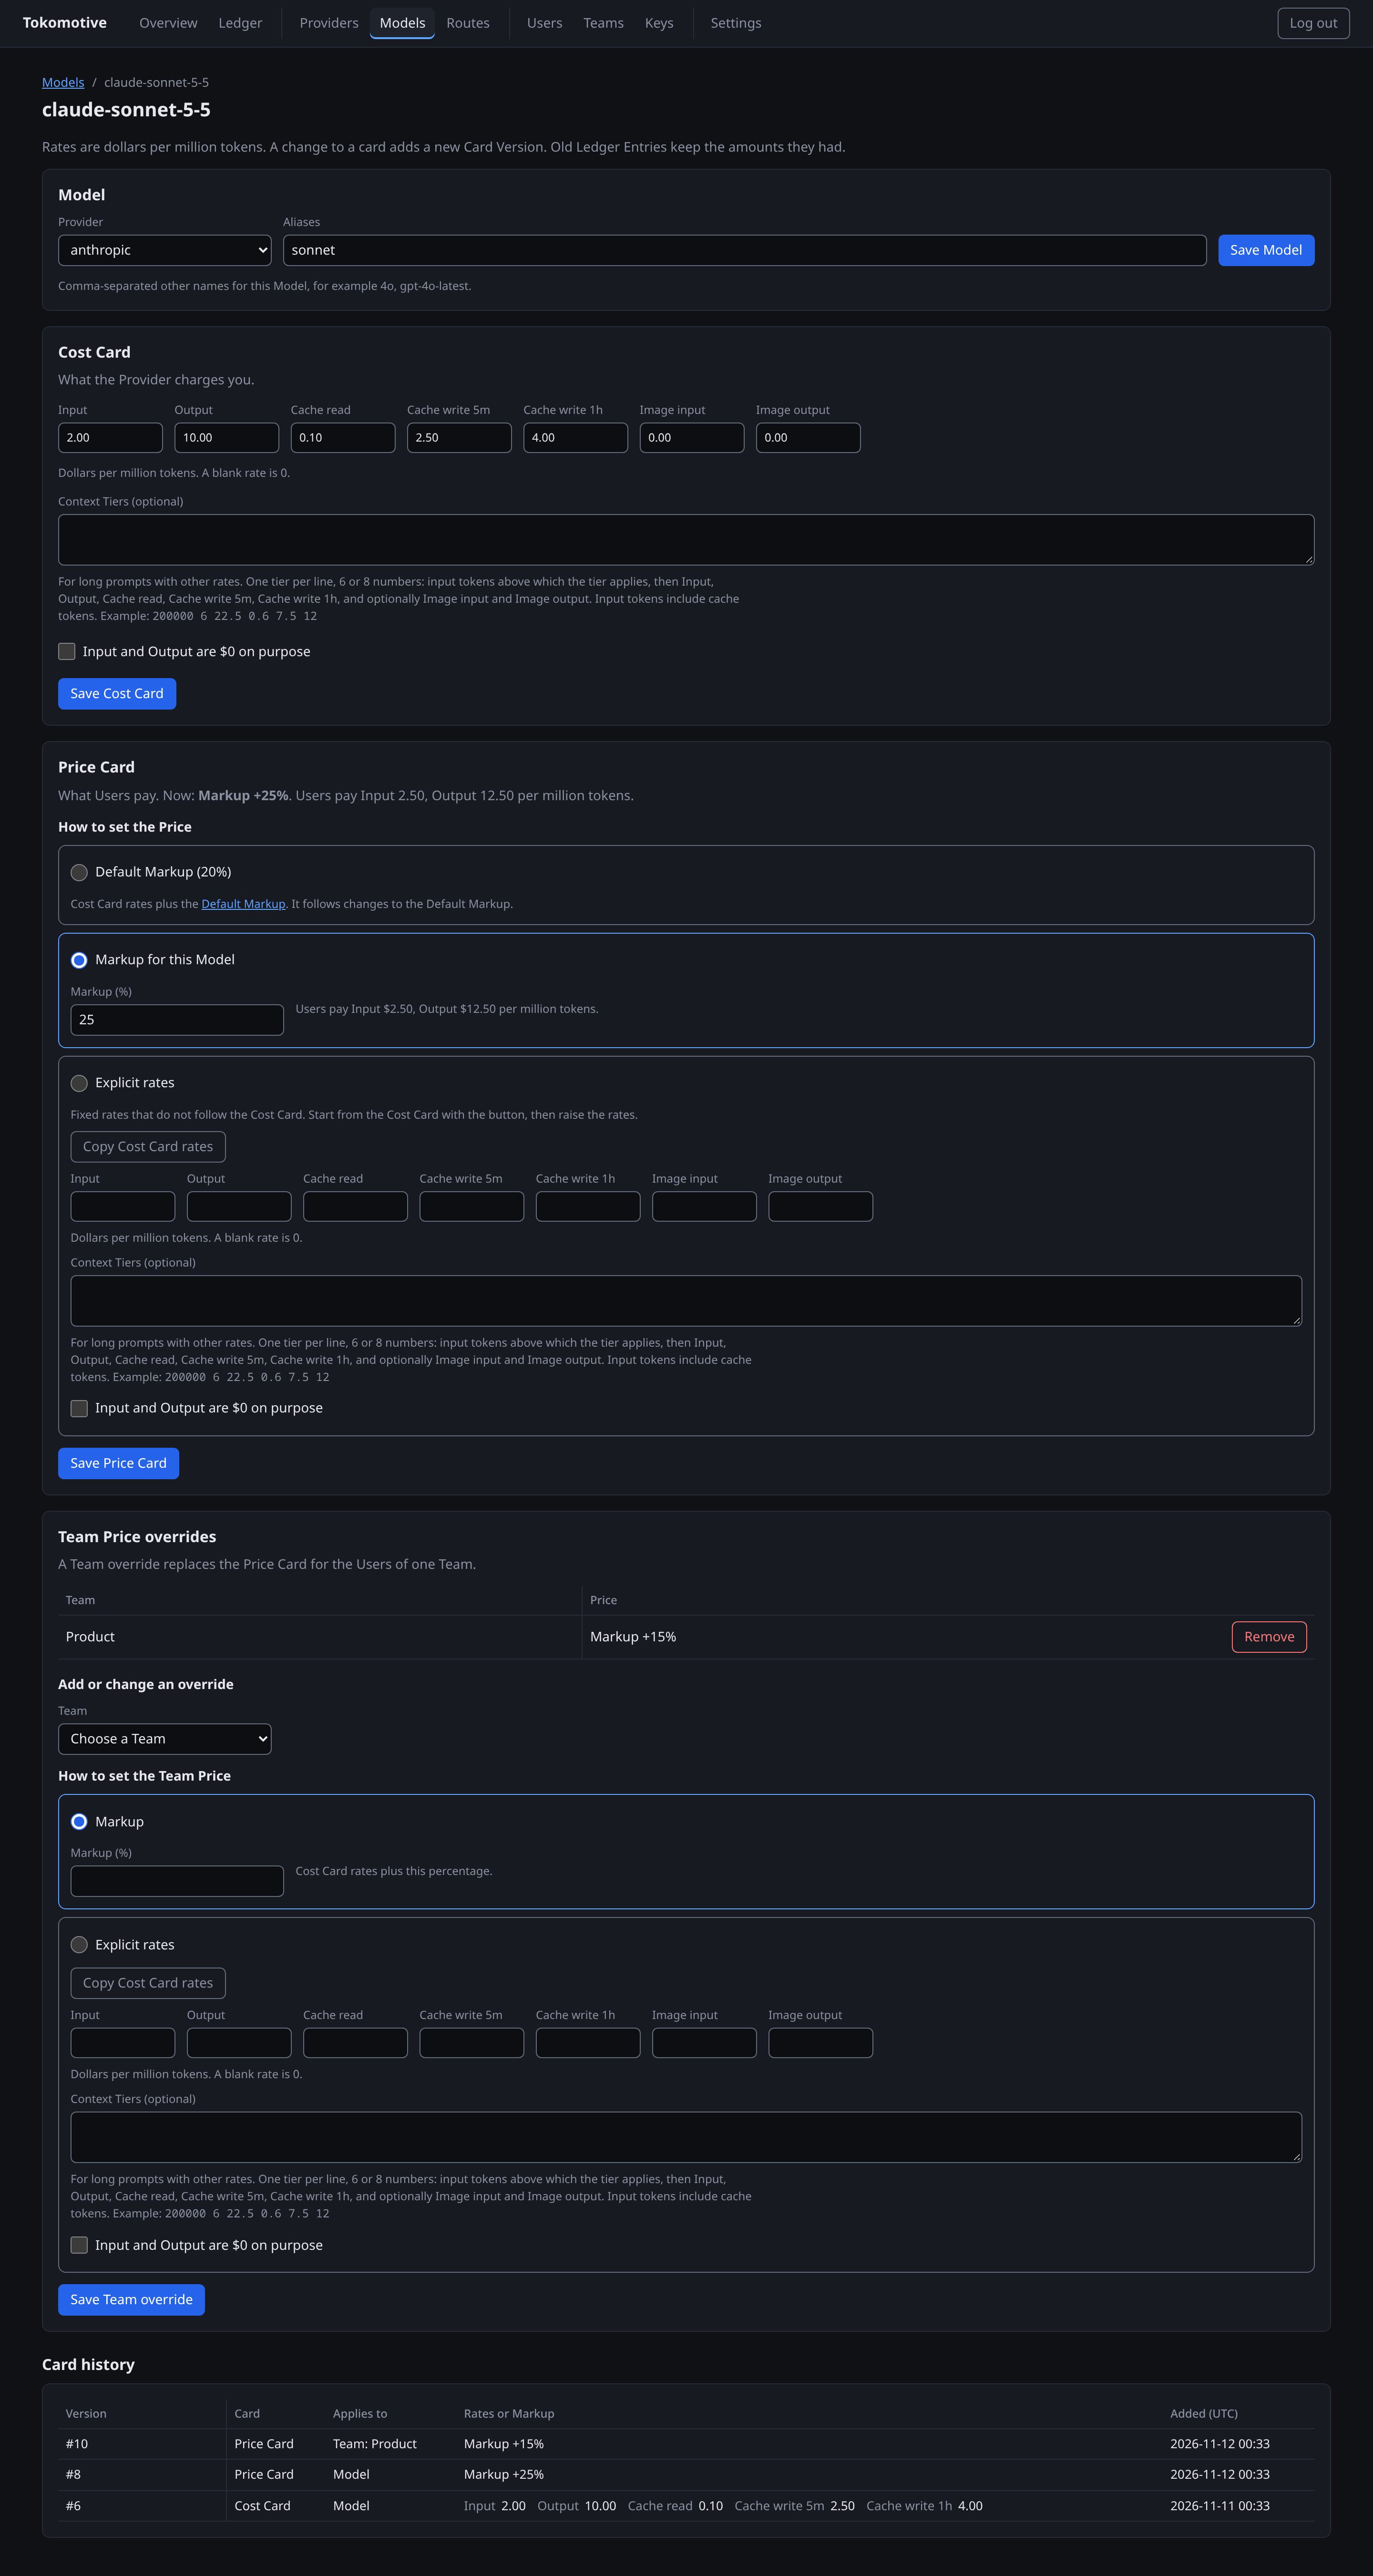 Tokomotive Overview Ledger Providers Models Routes Users Teams Keys Settings Log out
Models / claude-sonnet-5-5
claude-sonnet-5-5
Rates are dollars per million tokens. A change to a card adds a new Card Version. Old Ledger Entries keep the amounts they had.
Model
Provider Aliases
anthropic sonnet Save Model
Comma-separated other names for this Model, for example 4o, gpt-4o-latest.
Cost Card
What the Provider charges you.
Input Output Cache read Cache write 5m Cache write 1h Image input Image output
2.00 10.00 0.10 2.50 4.00 0.00 0.00
Dollars per million tokens. A blank rate is 0.
Context Tiers (optional)
For long prompts with other rates. One tier per line, 6 or 8 numbers: input tokens above which the tier applies, then Input,
Output, Cache read, Cache write 5m, Cache write 1h, and optionally Image input and Image output. Input tokens include cache
tokens. Example: 200000 6 22.5 0.6 7.5 12
Input and Output are $0 on purpose
Save Cost Card
Price Card
What Users pay. Now: Markup +25%. Users pay Input 2.50, Output 12.50 per million tokens.
How to set the Price
Default Markup (20%)
Cost Card rates plus the Default Markup. It follows changes to the Default Markup.
Markup for this Model
Markup (%)
25 Users pay Input $2.50, Output $12.50 per million tokens.
Explicit rates
Fixed rates that do not follow the Cost Card. Start from the Cost Card with the button, then raise the rates.
Copy Cost Card rates
Input Output Cache read Cache write 5m Cache write 1h Image input Image output
Dollars per million tokens. A blank rate is 0.
Context Tiers (optional)
For long prompts with other rates. One tier per line, 6 or 8 numbers: input tokens above which the tier applies, then Input,
Output, Cache read, Cache write 5m, Cache write 1h, and optionally Image input and Image output. Input tokens include cache
tokens. Example: 200000 6 22.5 0.6 7.5 12
Input and Output are $0 on purpose
Save Price Card
Team Price overrides
A Team override replaces the Price Card for the Users of one Team.
Team Price
Product Markup +15% Remove
Add or change an override
Team
Choose a Team
How to set the Team Price
Markup
Markup (%)
Cost Card rates plus this percentage.
Explicit rates
Copy Cost Card rates
Input Output Cache read Cache write 5m Cache write 1h Image input Image output
Dollars per million tokens. A blank rate is 0.
Context Tiers (optional)
For long prompts with other rates. One tier per line, 6 or 8 numbers: input tokens above which the tier applies, then Input,
Output, Cache read, Cache write 5m, Cache write 1h, and optionally Image input and Image output. Input tokens include cache
tokens. Example: 200000 6 22.5 0.6 7.5 12
Input and Output are $0 on purpose
Save Team override
Card history
Version Card Applies to Rates or Markup Added (UTC)
#10 Price Card Team: Product Markup +15% 2026-11-12 00:33
#8 Price Card Model Markup +25% 2026-11-12 00:33
#6 Cost Card Model Input 2.00 Output 10.00 Cache read 0.10 Cache write 5m 2.50 Cache write 1h 4.00 2026-11-11 00:33